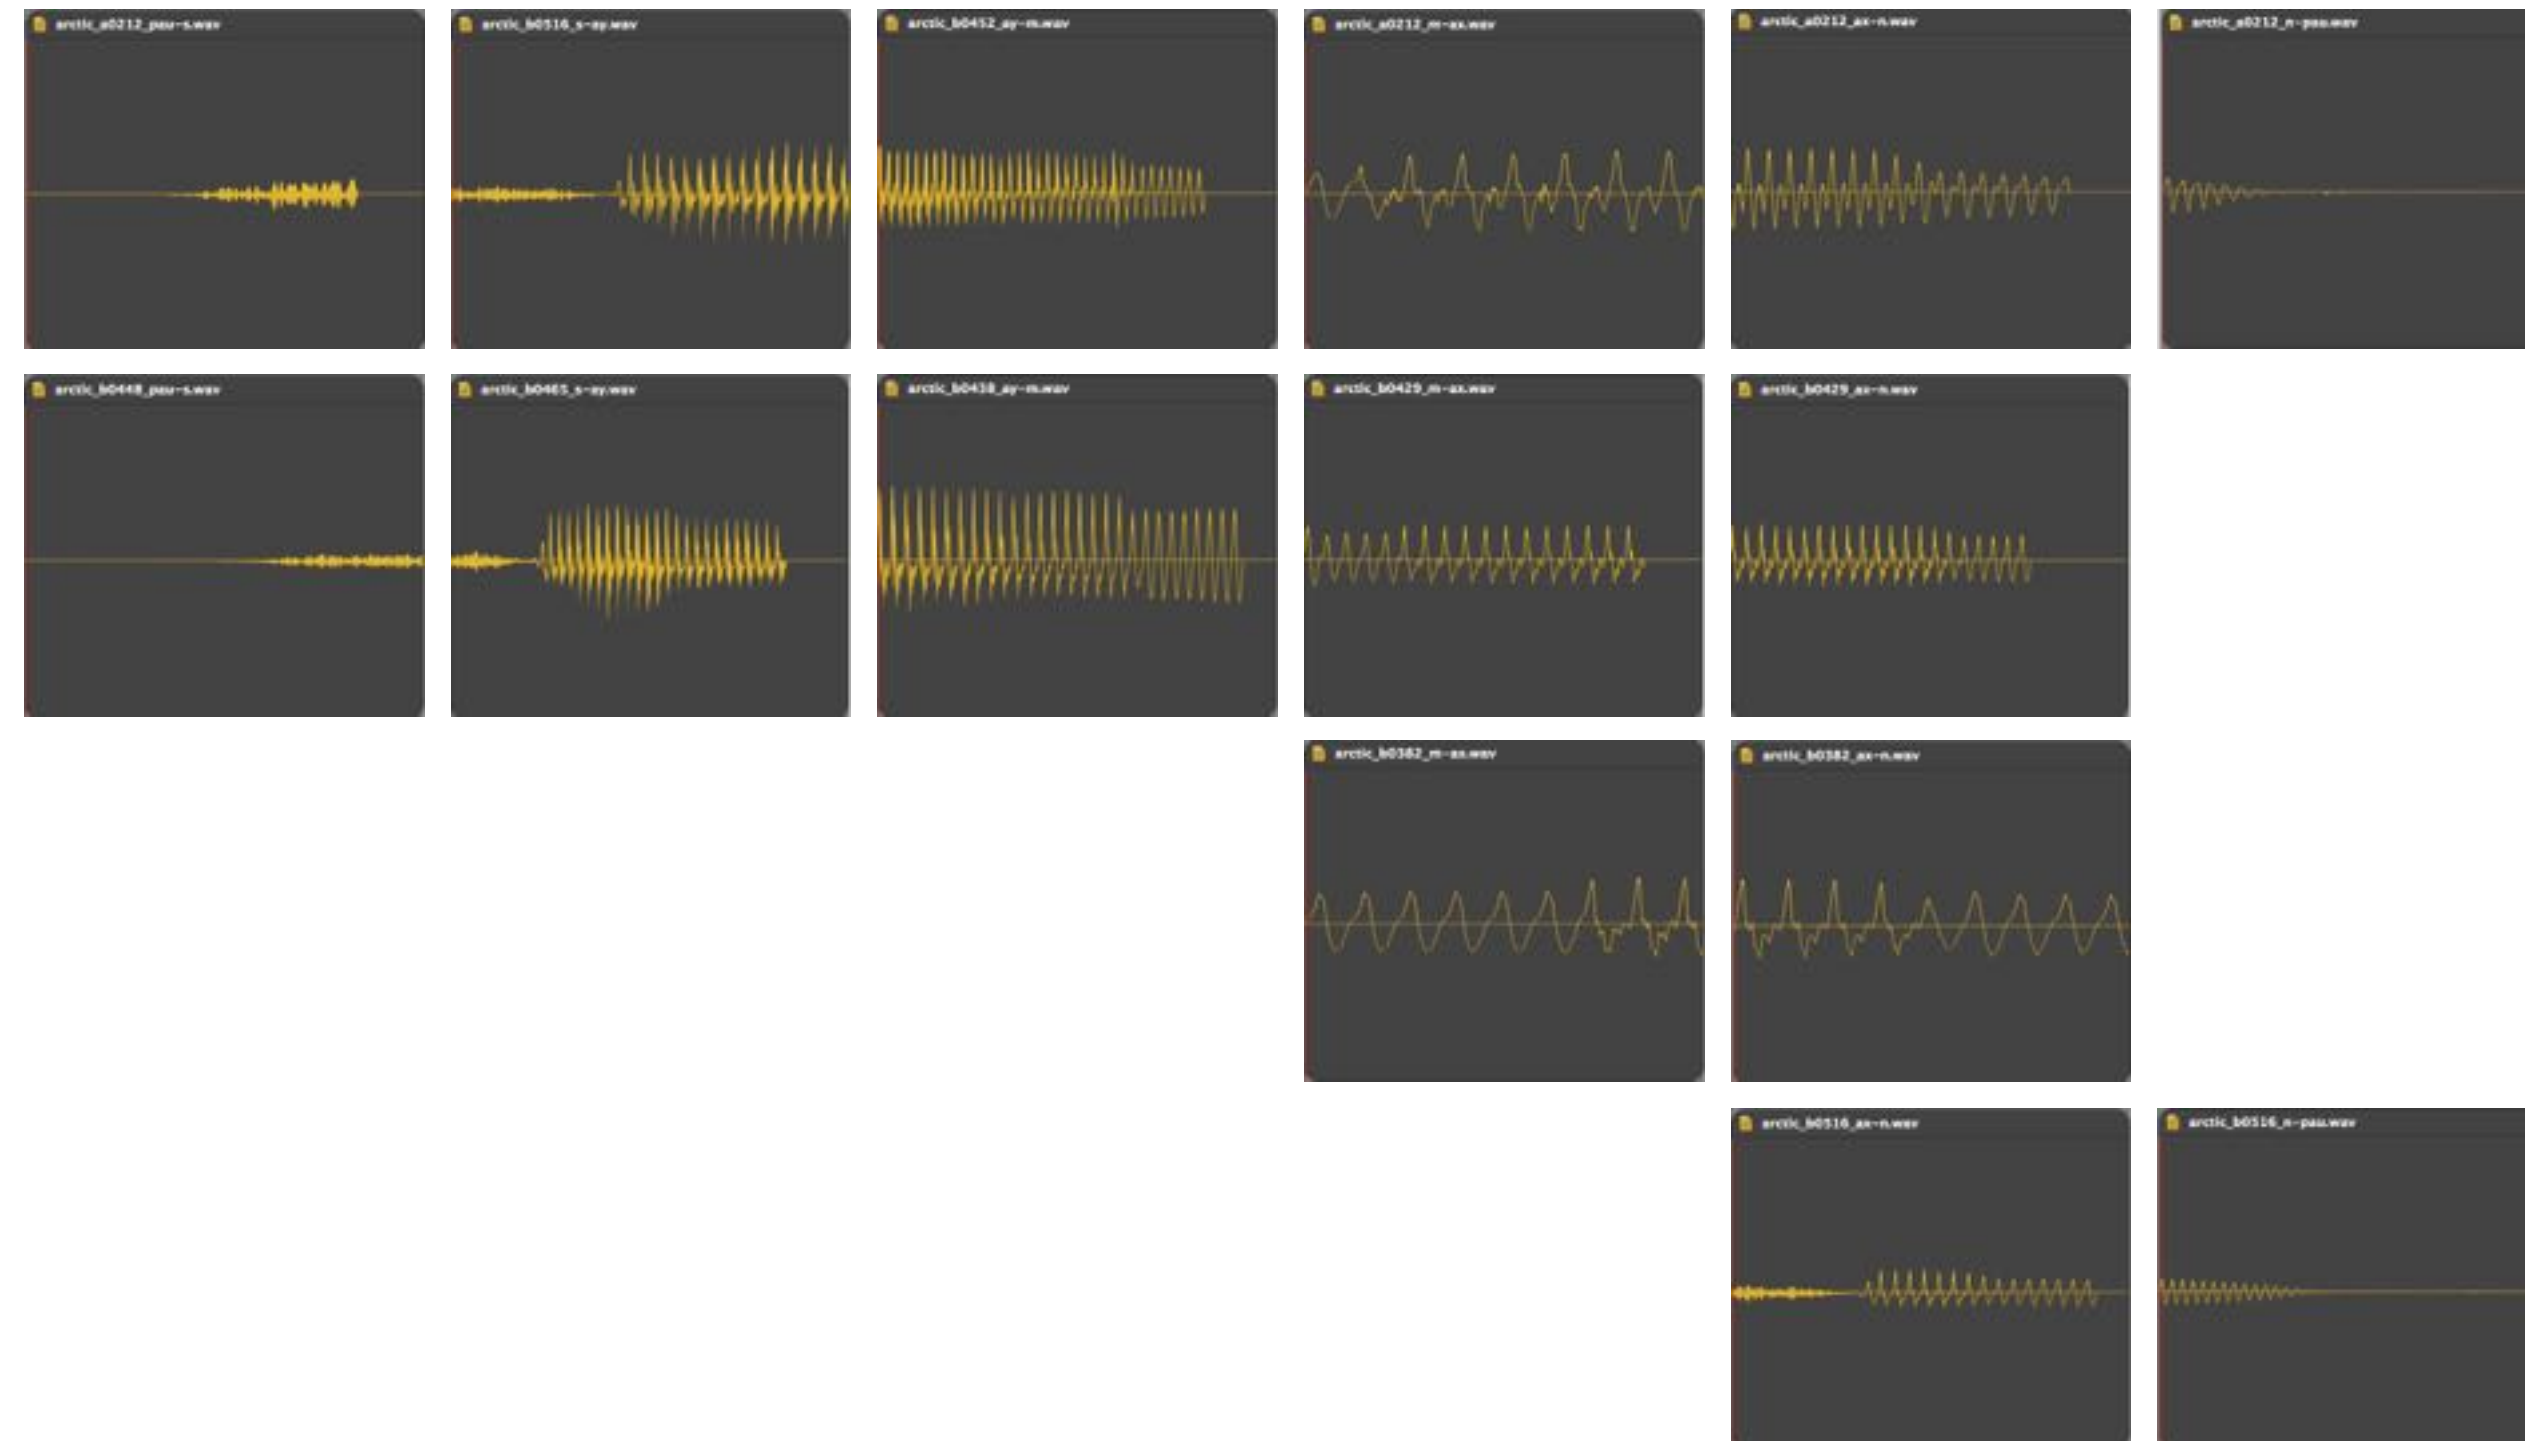 arctic_a0212_pau-s.wav
arctic_b0516_s-ay.wav
arctic_b0452_ay-m.wav
arctic_a0212_m-ax.wav
arctic_a0212_ax-n.wav
arctic_a0212_n-pau.wav
arctic_b0448_pau-s.wav
arctic_b0465_s-ay.wav
arctic_b0438_ay-m.wav
arctic_b0429_m-ax.wav
arctic_b0429_ax-n.wav
arctic_b0382_m-ax.wav
arctic_b0382_ax-n.wav
arctic_b0516_ax-n.wav
arctic_b0516_n-pau.wav